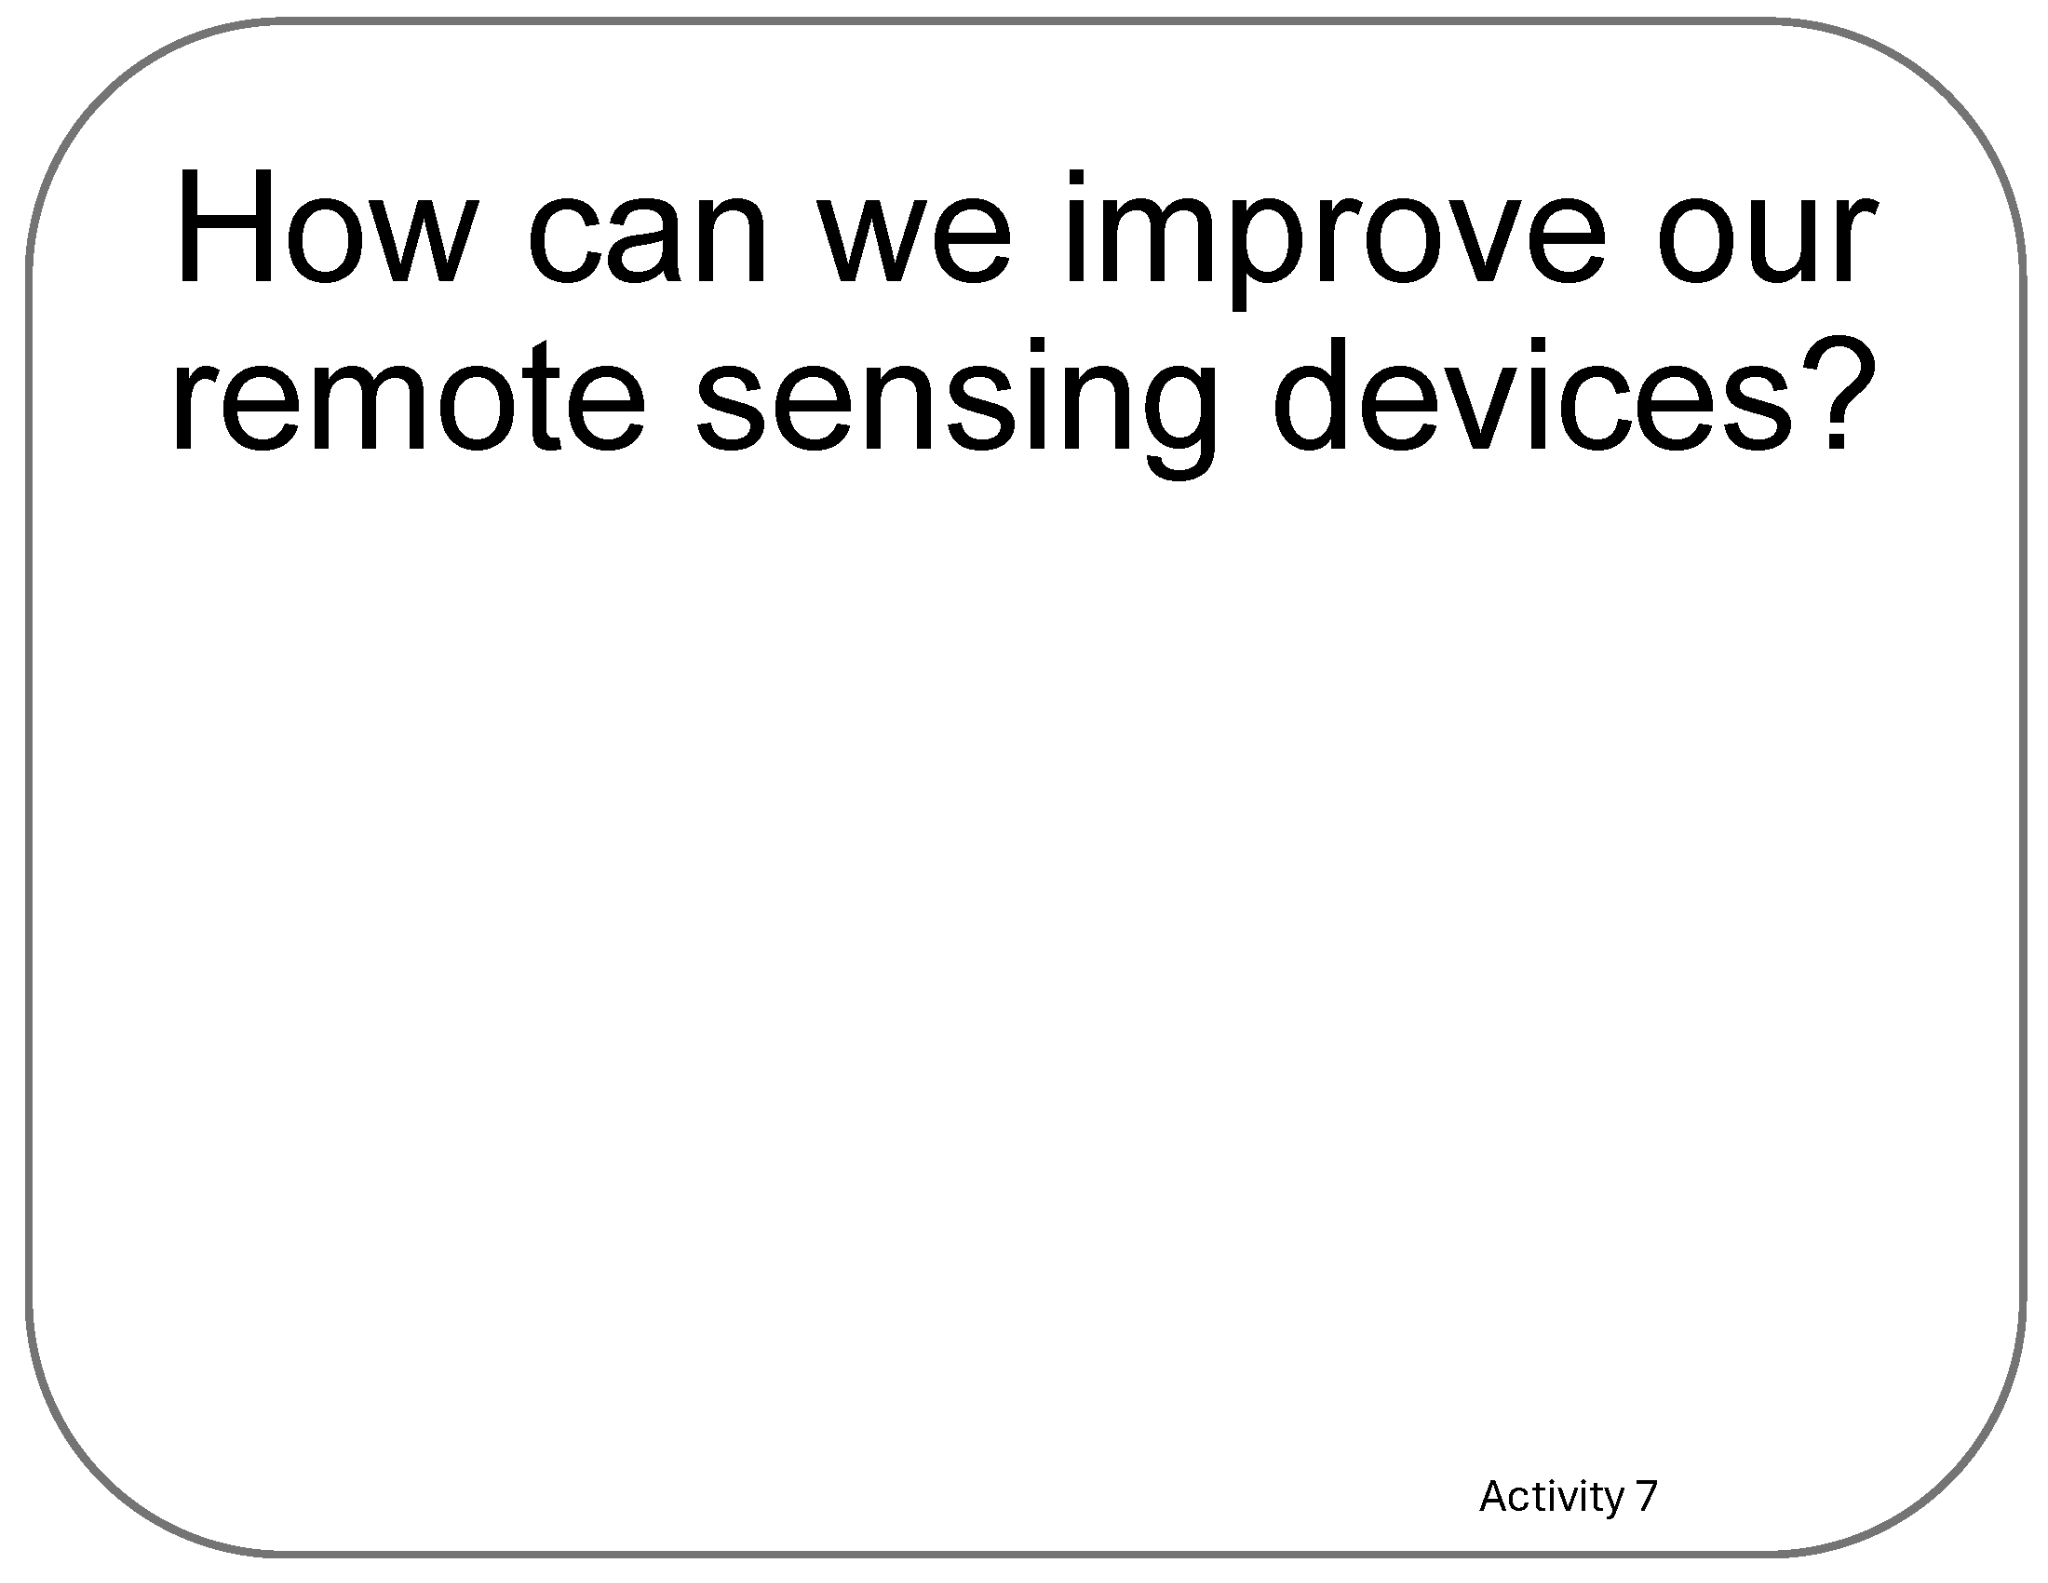 How can we improve our
remote sensing devices?
Activity 7